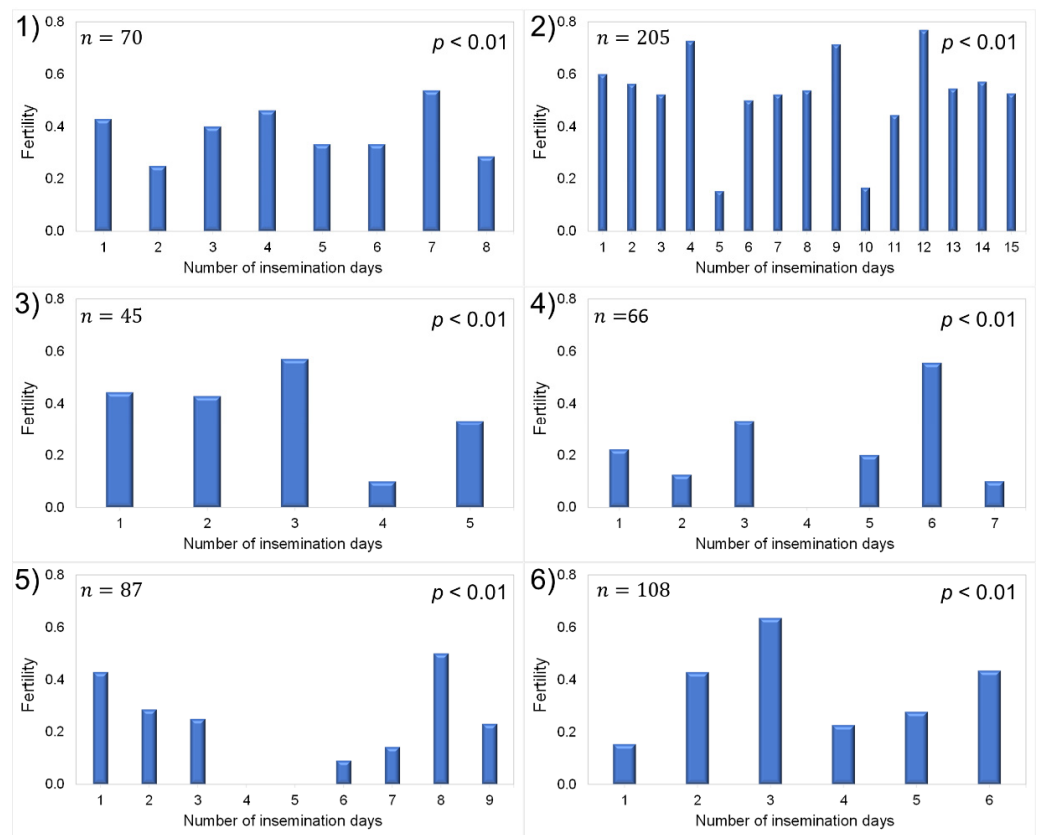 1)
n = 70
p < 0.01
0.8
0.6
0.4
0.2
0.0
Fertility
1 2 3 4 5 6 7 8
Number of insemination days
2)
n = 205
p < 0.01
0.8
0.6
0.4
0.2
0.0
Fertility
1 2 3 4 5 6 7 8 9 10 11 12 13 14 15
Number of insemination days
3)
n = 45
p < 0.01
0.8
0.6
0.4
0.2
0.0
Fertility
1 2 3 4 5
Number of insemination days
4)
n =66
p < 0.01
0.8
0.6
0.4
0.2
0.0
Fertility
1 2 3 4 5 6 7
Number of insemination days
5)
n = 87
p < 0.01
0.8
0.6
0.4
0.2
0.0
Fertility
1 2 3 4 5 6 7 8 9
Number of insemination days
6)
n = 108
p < 0.01
0.8
0.6
0.4
0.2
0.0
Fertility
1 2 3 4 5 6
Number of insemination days